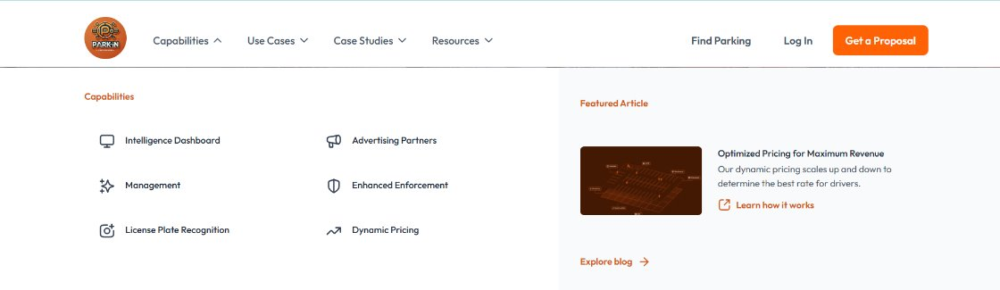 PARK-iN
Capabilities
Use Cases
Case Studies
Resources
Find Parking
Log In
Get a Proposal
Capabilities
Intelligence Dashboard
Advertising Partners
Management
Enhanced Enforcement
License Plate Recognition
Dynamic Pricing
Featured Article
Optimized Pricing for Maximum Revenue
Our dynamic pricing scales up and down to
determine the best rate for drivers.
Learn how it works
Explore blog